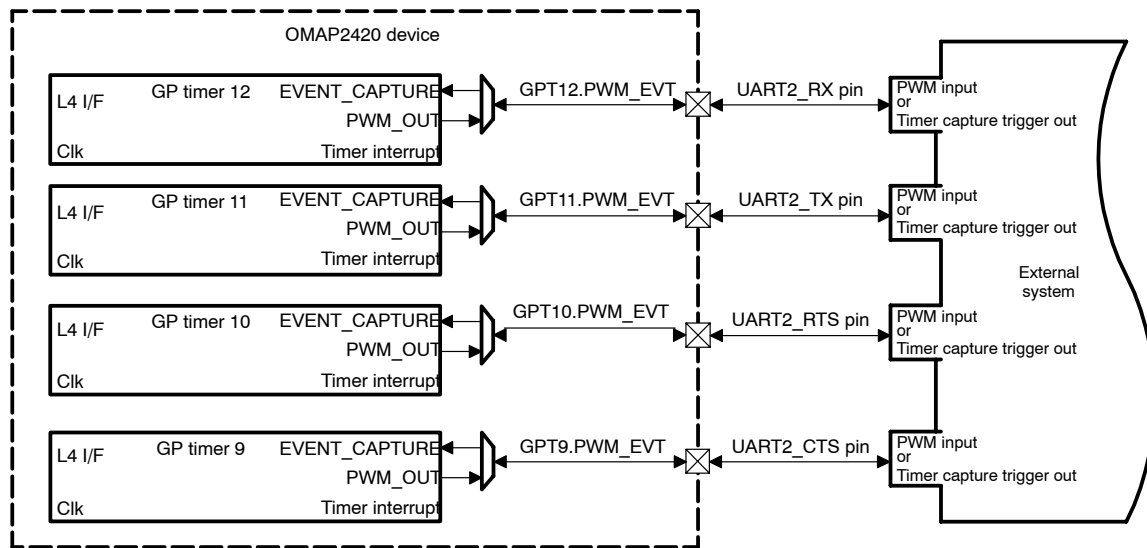 OMAP2420 device
L4 I/F
GP timer 12
EVENT_CAPTURE
PWM_OUT
Clk
Timer interrupt
GPT12.PWM_EVT
UART2_RX pin
PWM input
or
Timer capture trigger out
L4 I/F
GP timer 11
EVENT_CAPTURE
PWM_OUT
Clk
Timer interrupt
GPT11.PWM_EVT
UART2_TX pin
PWM input
or
Timer capture trigger out
External
system
L4 I/F
GP timer 10
EVENT_CAPTURE
PWM_OUT
Clk
Timer interrupt
GPT10.PWM_EVT
UART2_RTS pin
PWM input
or
Timer capture trigger out
L4 I/F
GP timer 9
EVENT_CAPTURE
PWM_OUT
Clk
Timer interrupt
GPT9.PWM_EVT
UART2_CTS pin
PWM input
or
Timer capture trigger out